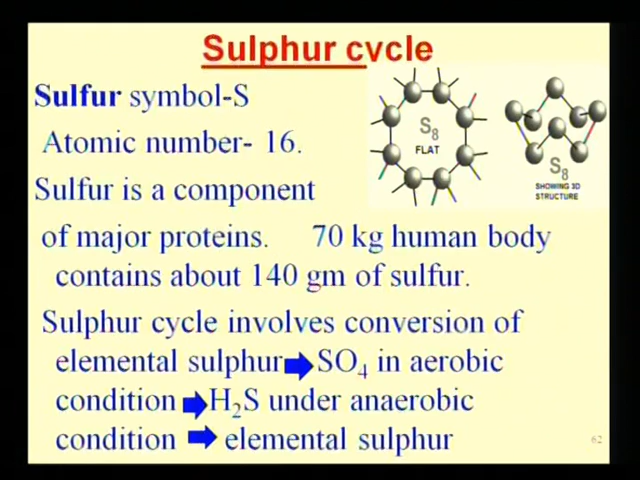 Sulphur cycle
Sulfur symbol-S
Atomic number- 16.
Sulfur is a component
of major proteins. 70 kg human body
contains about 140 gm of sulfur.
Sulphur cycle involves conversion of
elemental sulphur SO4 in aerobic
condition H2S under anaerobic
condition elemental sulphur
S8
FLAT
S8
SHOWING 3D
STRUCTURE
62